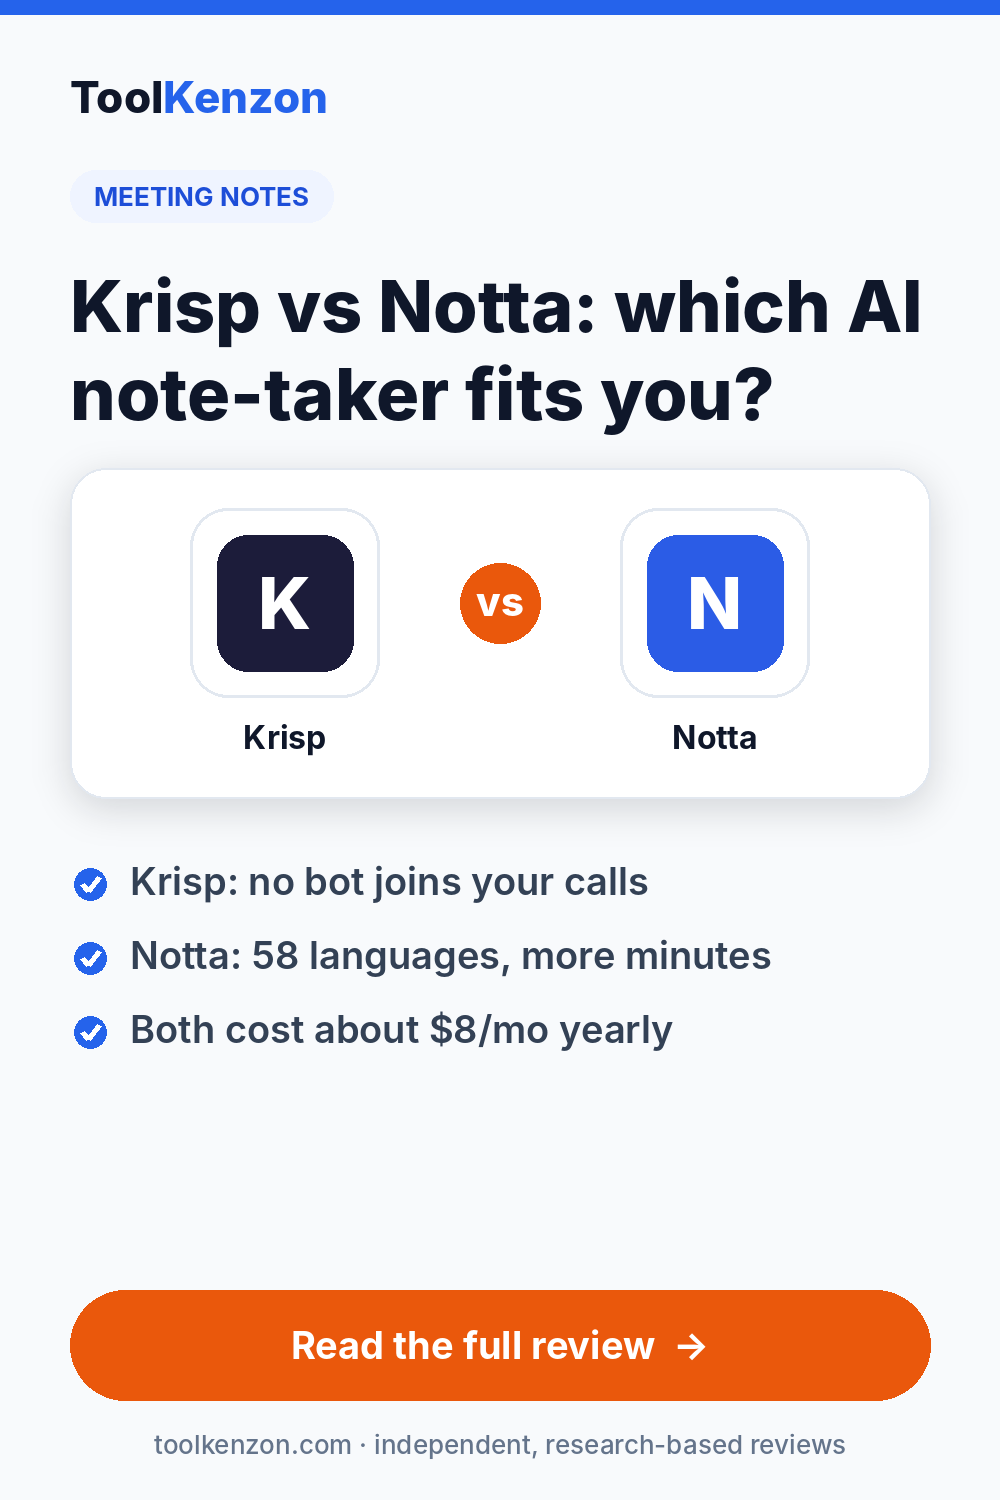 ToolKenzon
MEETING NOTES
Krisp vs Notta: which AI
note-taker fits you?
K
vs
N
Krisp
Notta
Krisp: no bot joins your calls
Notta: 58 languages, more minutes
Both cost about $8/mo yearly
Read the full review →
toolkenzon.com · independent, research-based reviews